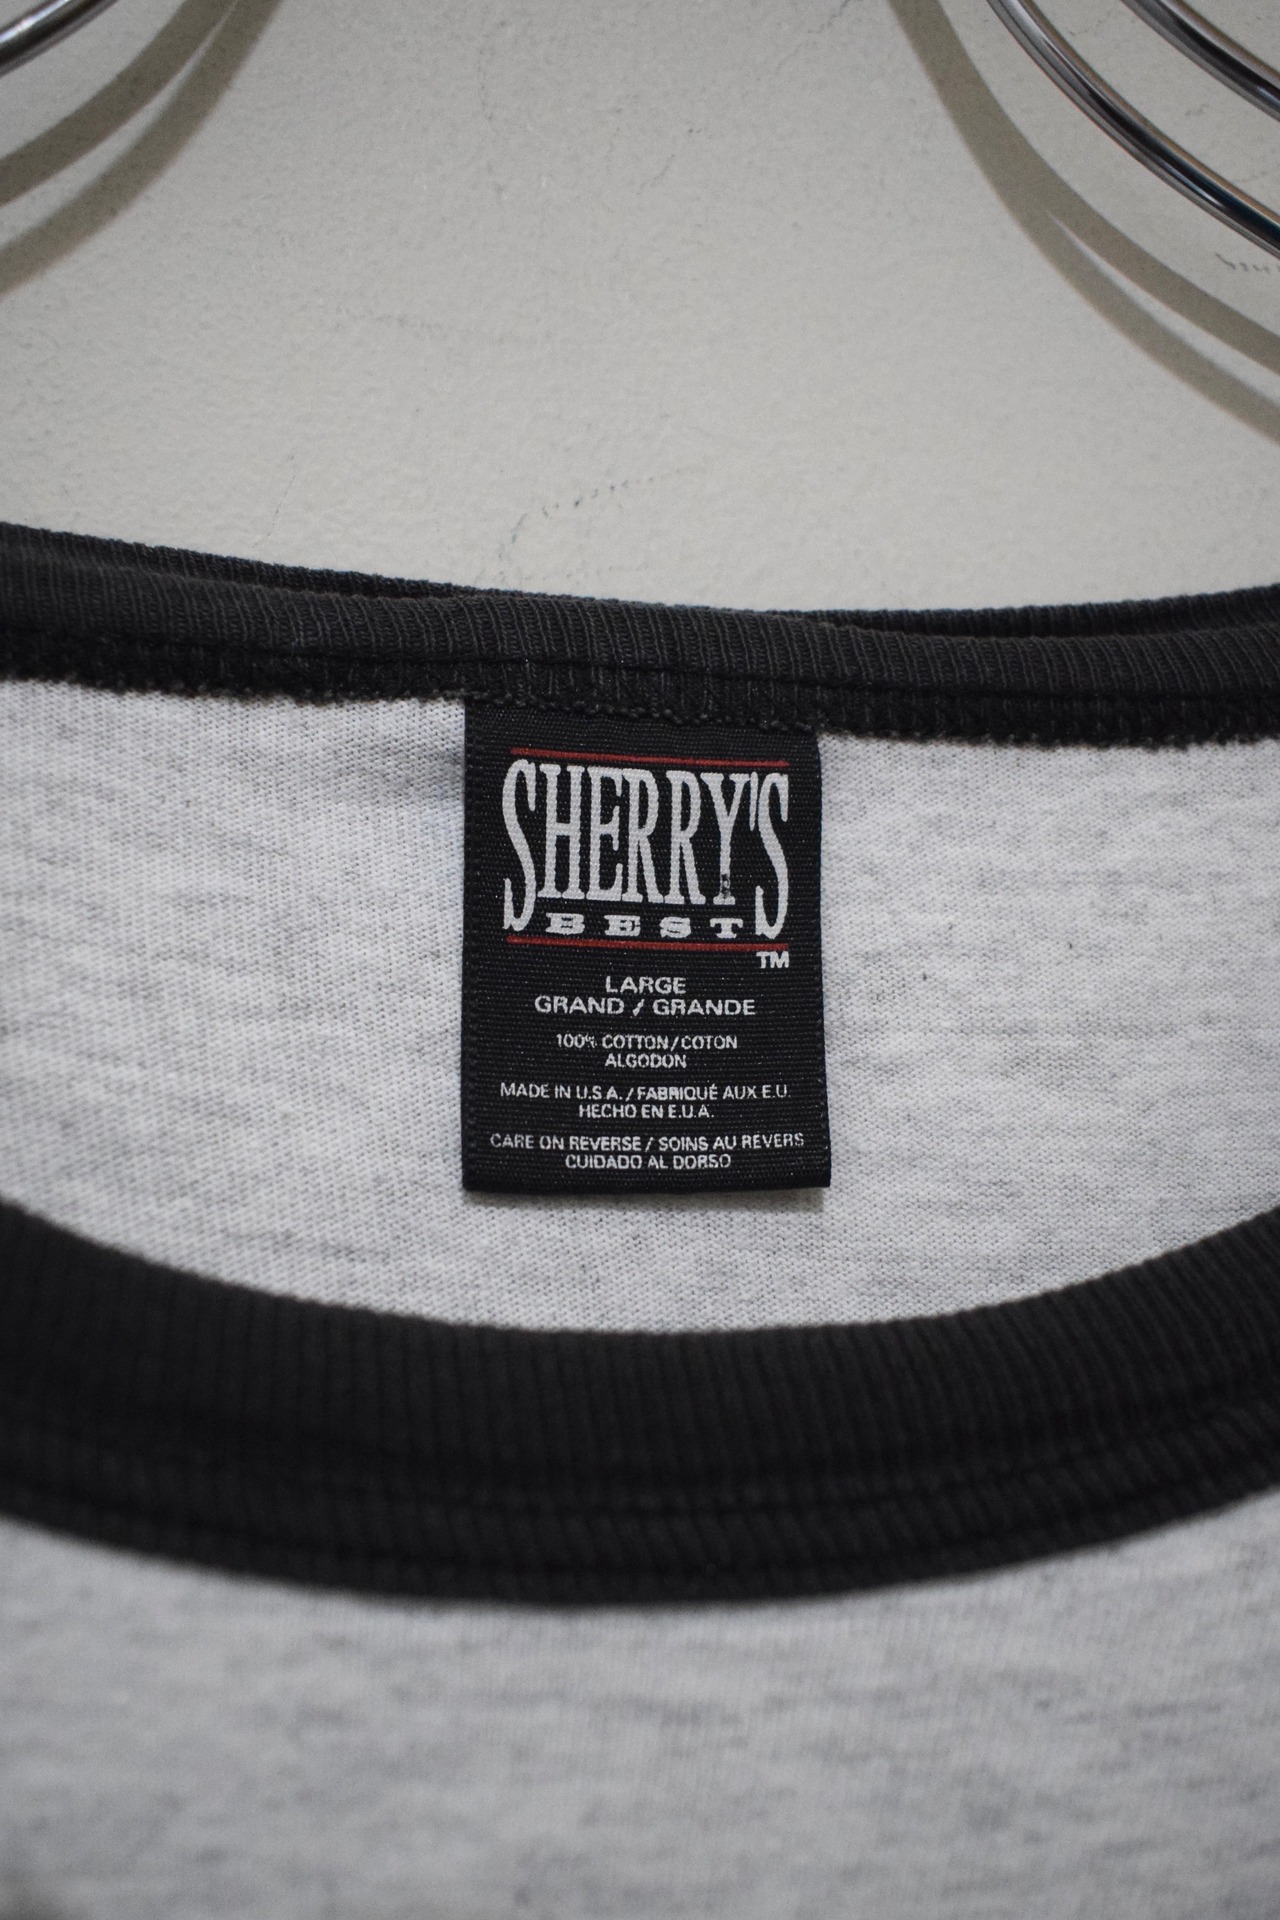 SHERRY'S
BEST
TM
LARGE
GRAND / GRANDE
100% COTTON/COTON
ALGODON
MADE IN U.S.A. / FABRIQUÉ AUX E.U.
HECHO EN E.U.A.
CARE ON REVERSE / SOINS AU REVERS
CUIDADO AL DORSO